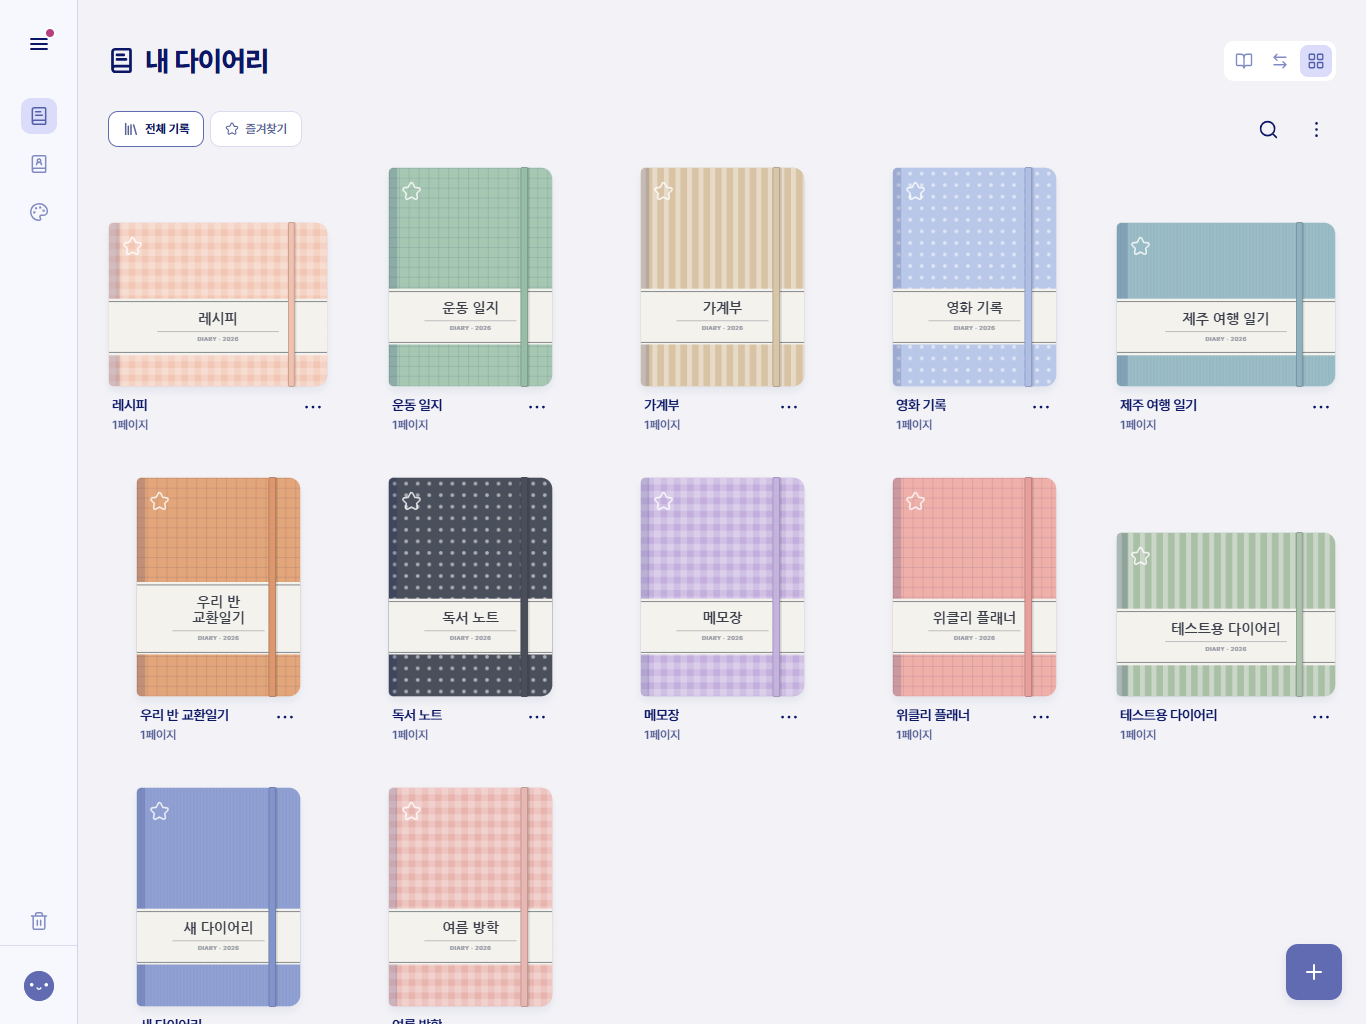 내 다이어리
전체 기록
즐겨찾기
레시피
DIARY · 2026
운동 일지
DIARY · 2026
가계부
DIARY · 2026
영화 기록
DIARY · 2026
제주 여행 일기
DIARY · 2026
레시피
1페이지
운동 일지
1페이지
가계부
1페이지
영화 기록
1페이지
제주 여행 일기
1페이지
우리 반
교환일기
DIARY · 2026
독서 노트
DIARY · 2026
메모장
DIARY · 2026
위클리 플래너
DIARY · 2026
테스트용 다이어리
DIARY · 2026
우리 반 교환일기
1페이지
독서 노트
1페이지
메모장
1페이지
위클리 플래너
1페이지
테스트용 다이어리
1페이지
새 다이어리
DIARY · 2026
여름 방학
DIARY · 2026
새 다이어리
여름 방학